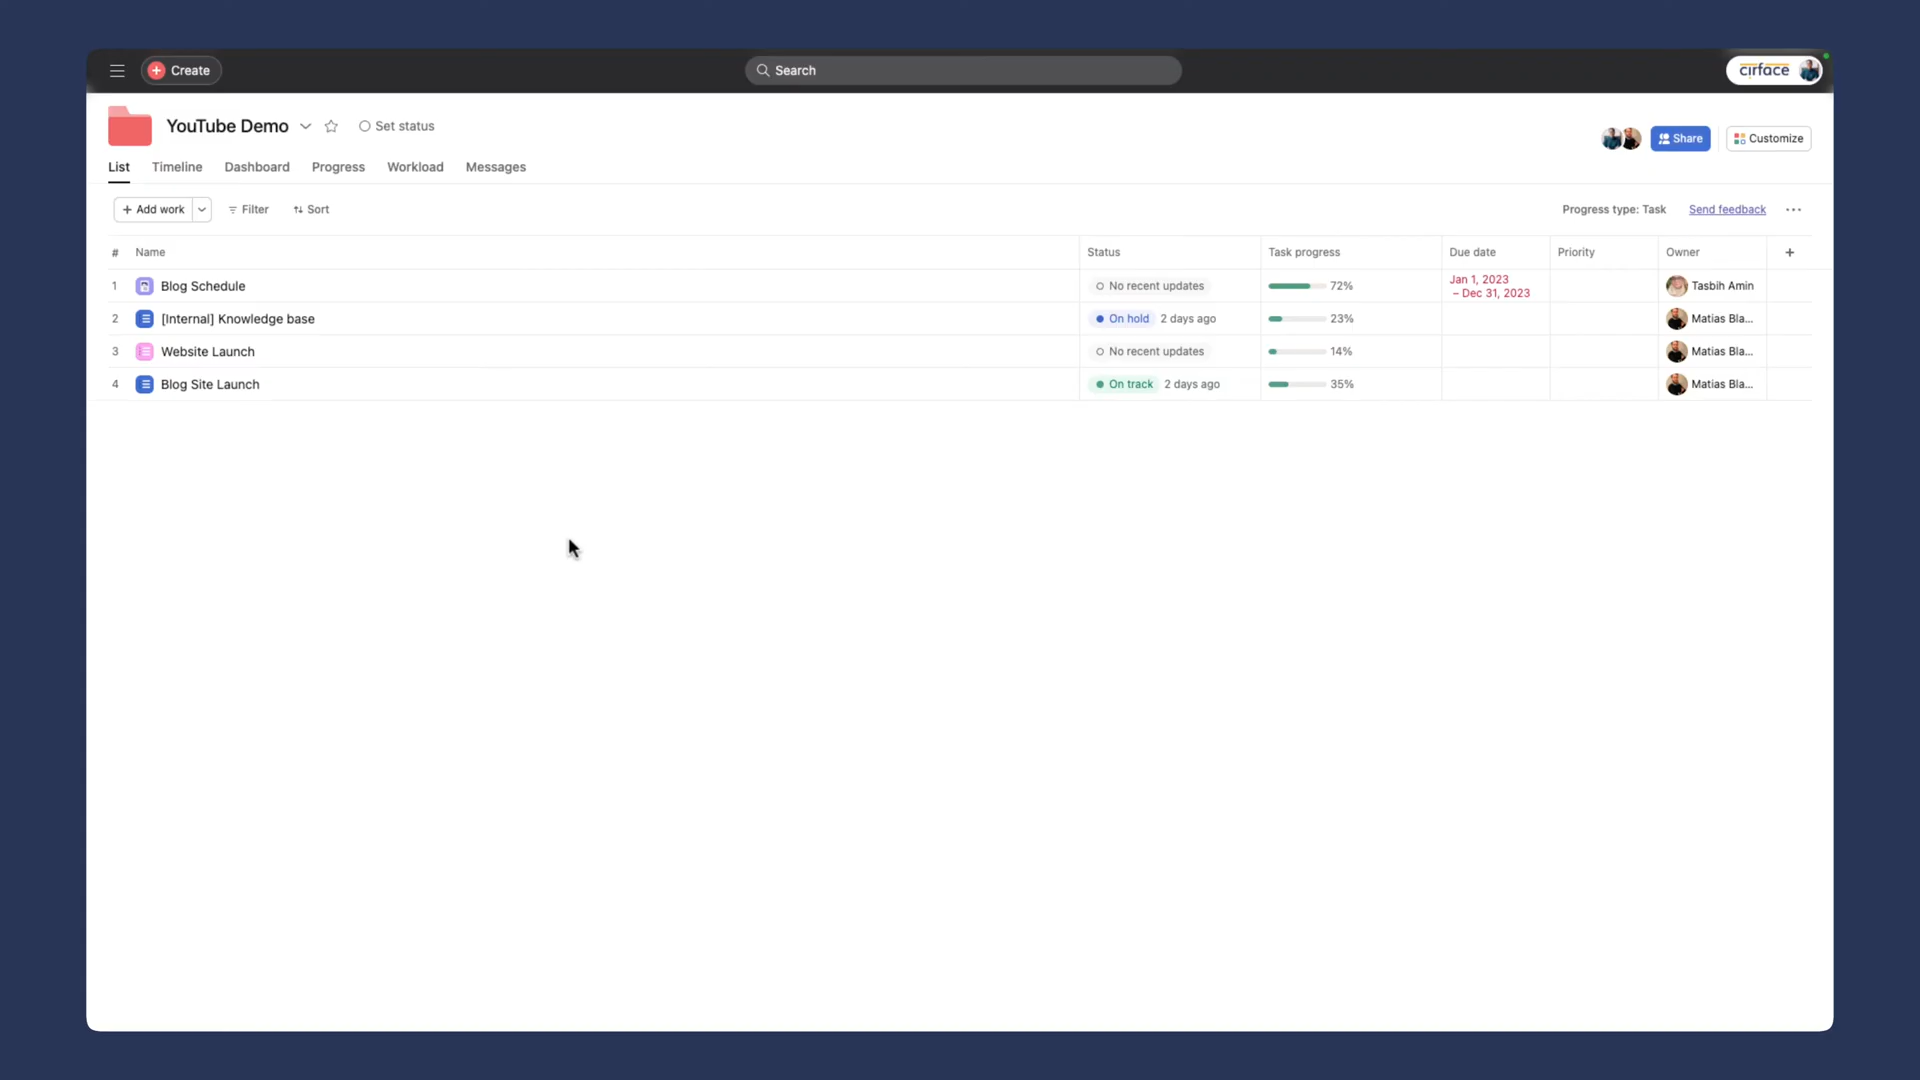 Create
Search
cirface
YouTube Demo
Set status
Share
Customize
List
Timeline
Dashboard
Progress
Workload
Messages
+ Add work
Filter
Sort
Progress type: Task
Send feedback
# Name Status Task progress Due date Priority Owner +
1 Blog Schedule No recent updates 72% Jan 1, 2023 – Dec 31, 2023 Tasbih Amin
2 [Internal] Knowledge base On hold 2 days ago 23% Matias Bla...
3 Website Launch No recent updates 14% Matias Bla...
4 Blog Site Launch On track 2 days ago 35% Matias Bla...